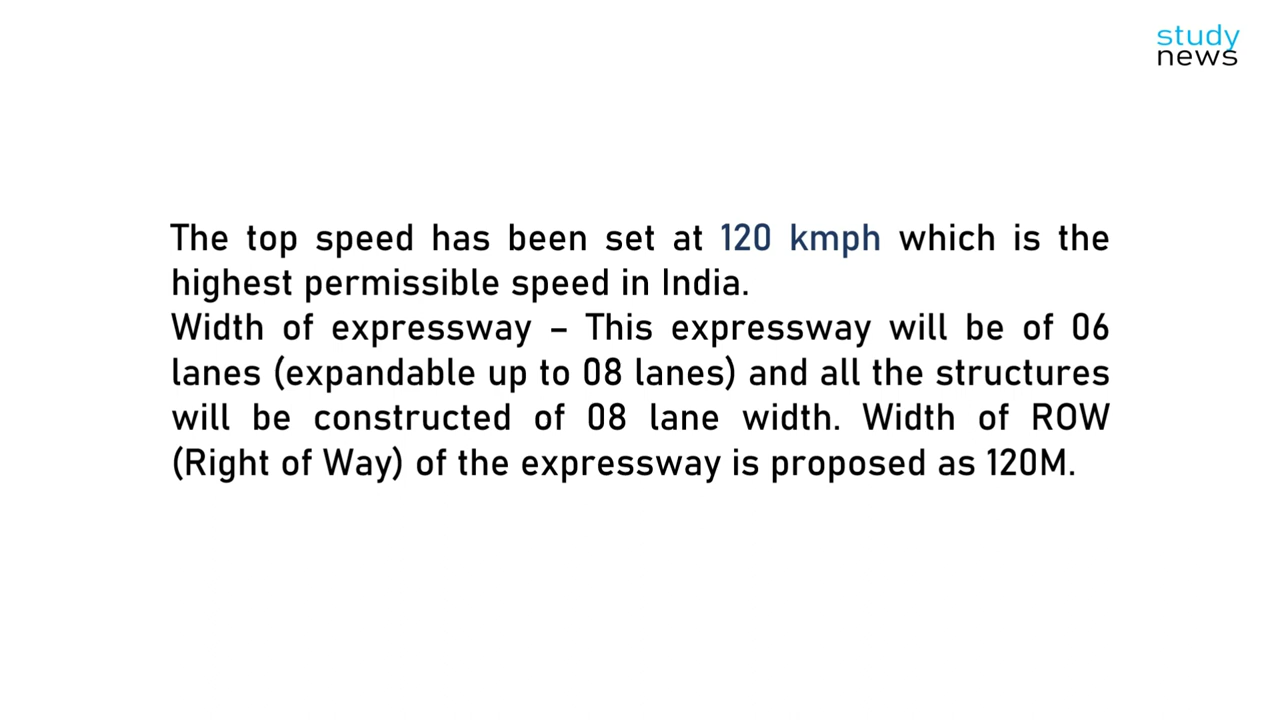 study
news
The top speed has been set at 120 kmph which is the
highest permissible speed in India.
Width of expressway – This expressway will be of 06
lanes (expandable up to 08 lanes) and all the structures
will be constructed of 08 lane width. Width of ROW
(Right of Way) of the expressway is proposed as 120M.